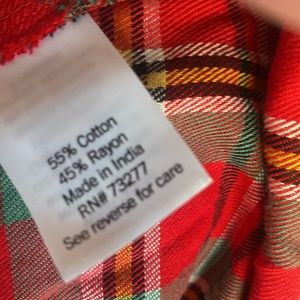 55% Cotton
45% Rayon
Made in India
RN# 73277
See reverse for care